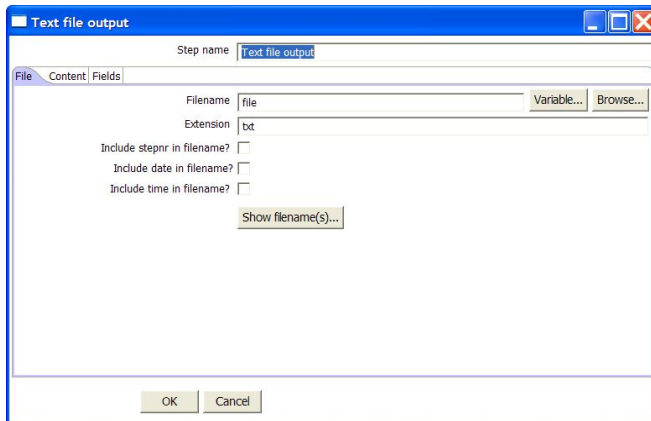 Text file output
Step name Text file output
File Content Fields
Filename file Variable... Browse...
Extension txt
Include stepnr in filename?
Include date in filename?
Include time in filename?
Show filename(s)...
OK Cancel